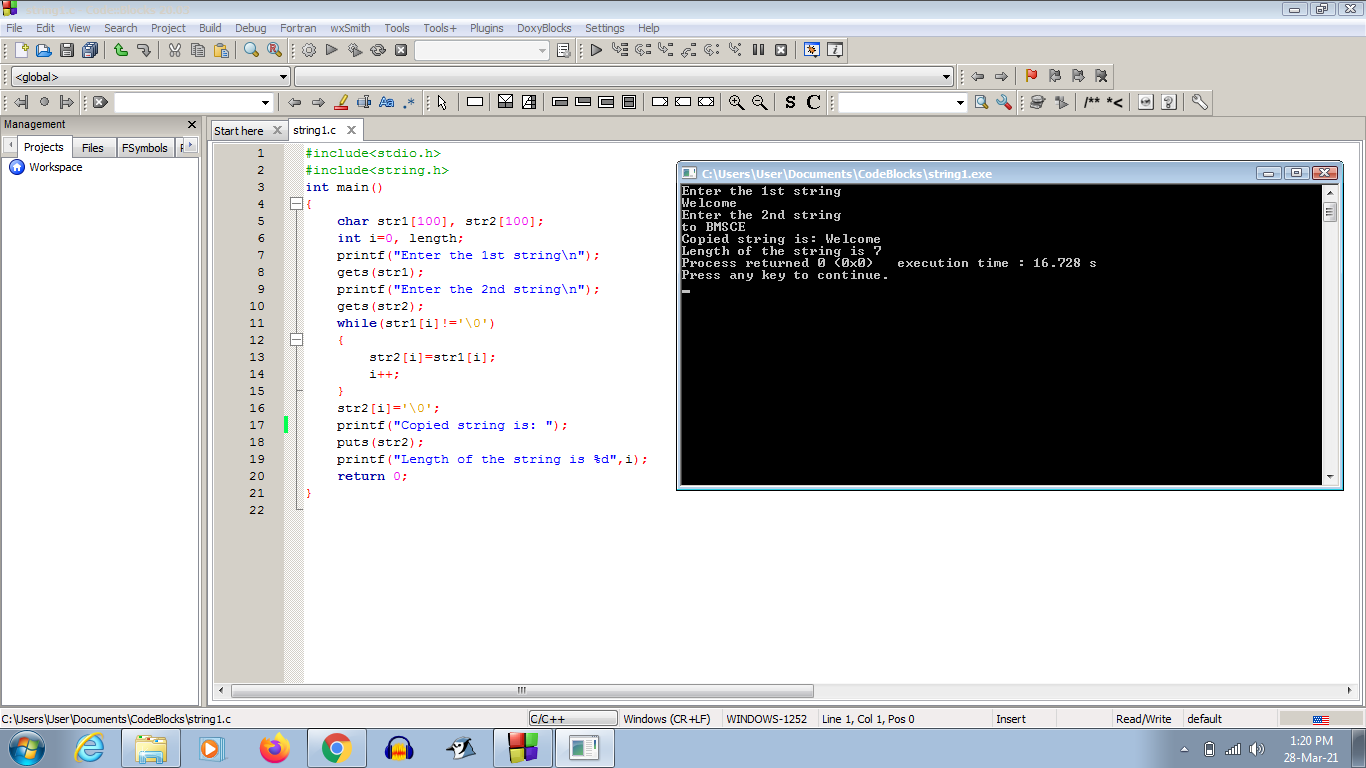 File Edit View Search Project Build Debug Fortran wxSmith Tools Tools+ Plugins DoxyBlocks Settings Help
<global>
Aa .* S C /** *<
Management
Start here string1.c
Projects Files FSymbols
Workspace
1 #include<stdio.h>
2 #include<string.h>
3 int main()
4 {
5 char str1[100], str2[100];
6 int i=0, length;
7 printf("Enter the 1st string\n");
8 gets(str1);
9 printf("Enter the 2nd string\n");
10 gets(str2);
11 while(str1[i]!='\0')
12 {
13 str2[i]=str1[i];
14 i++;
15 }
16 str2[i]='\0';
17 printf("Copied string is: ");
18 puts(str2);
19 printf("Length of the string is %d",i);
20 return 0;
21 }
22
C:\Users\User\Documents\CodeBlocks\string1.exe
Enter the 1st string
Welcome
Enter the 2nd string
to BMSCE
Copied string is: Welcome
Length of the string is 7
Process returned 0 (0x0) execution time : 16.728 s
Press any key to continue.
C:\Users\User\Documents\CodeBlocks\string1.c C/C++ Windows (CR+LF) WINDOWS-1252 Line 1, Col 1, Pos 0 Insert Read/Write default
1:20 PM
28-Mar-21